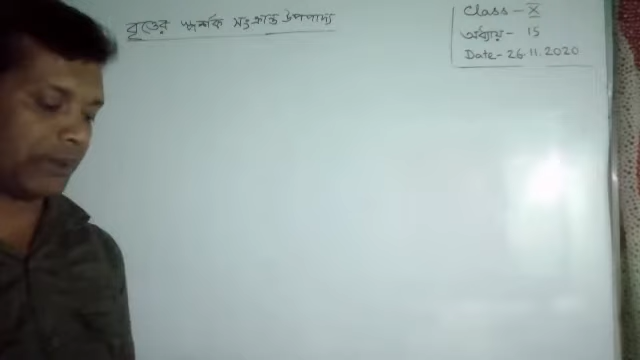 বৃত্তের স্পর্শক সংক্রান্ত উপপাদ্য
Class - X
অধ্যায় - 15
Date - 26.11.2020